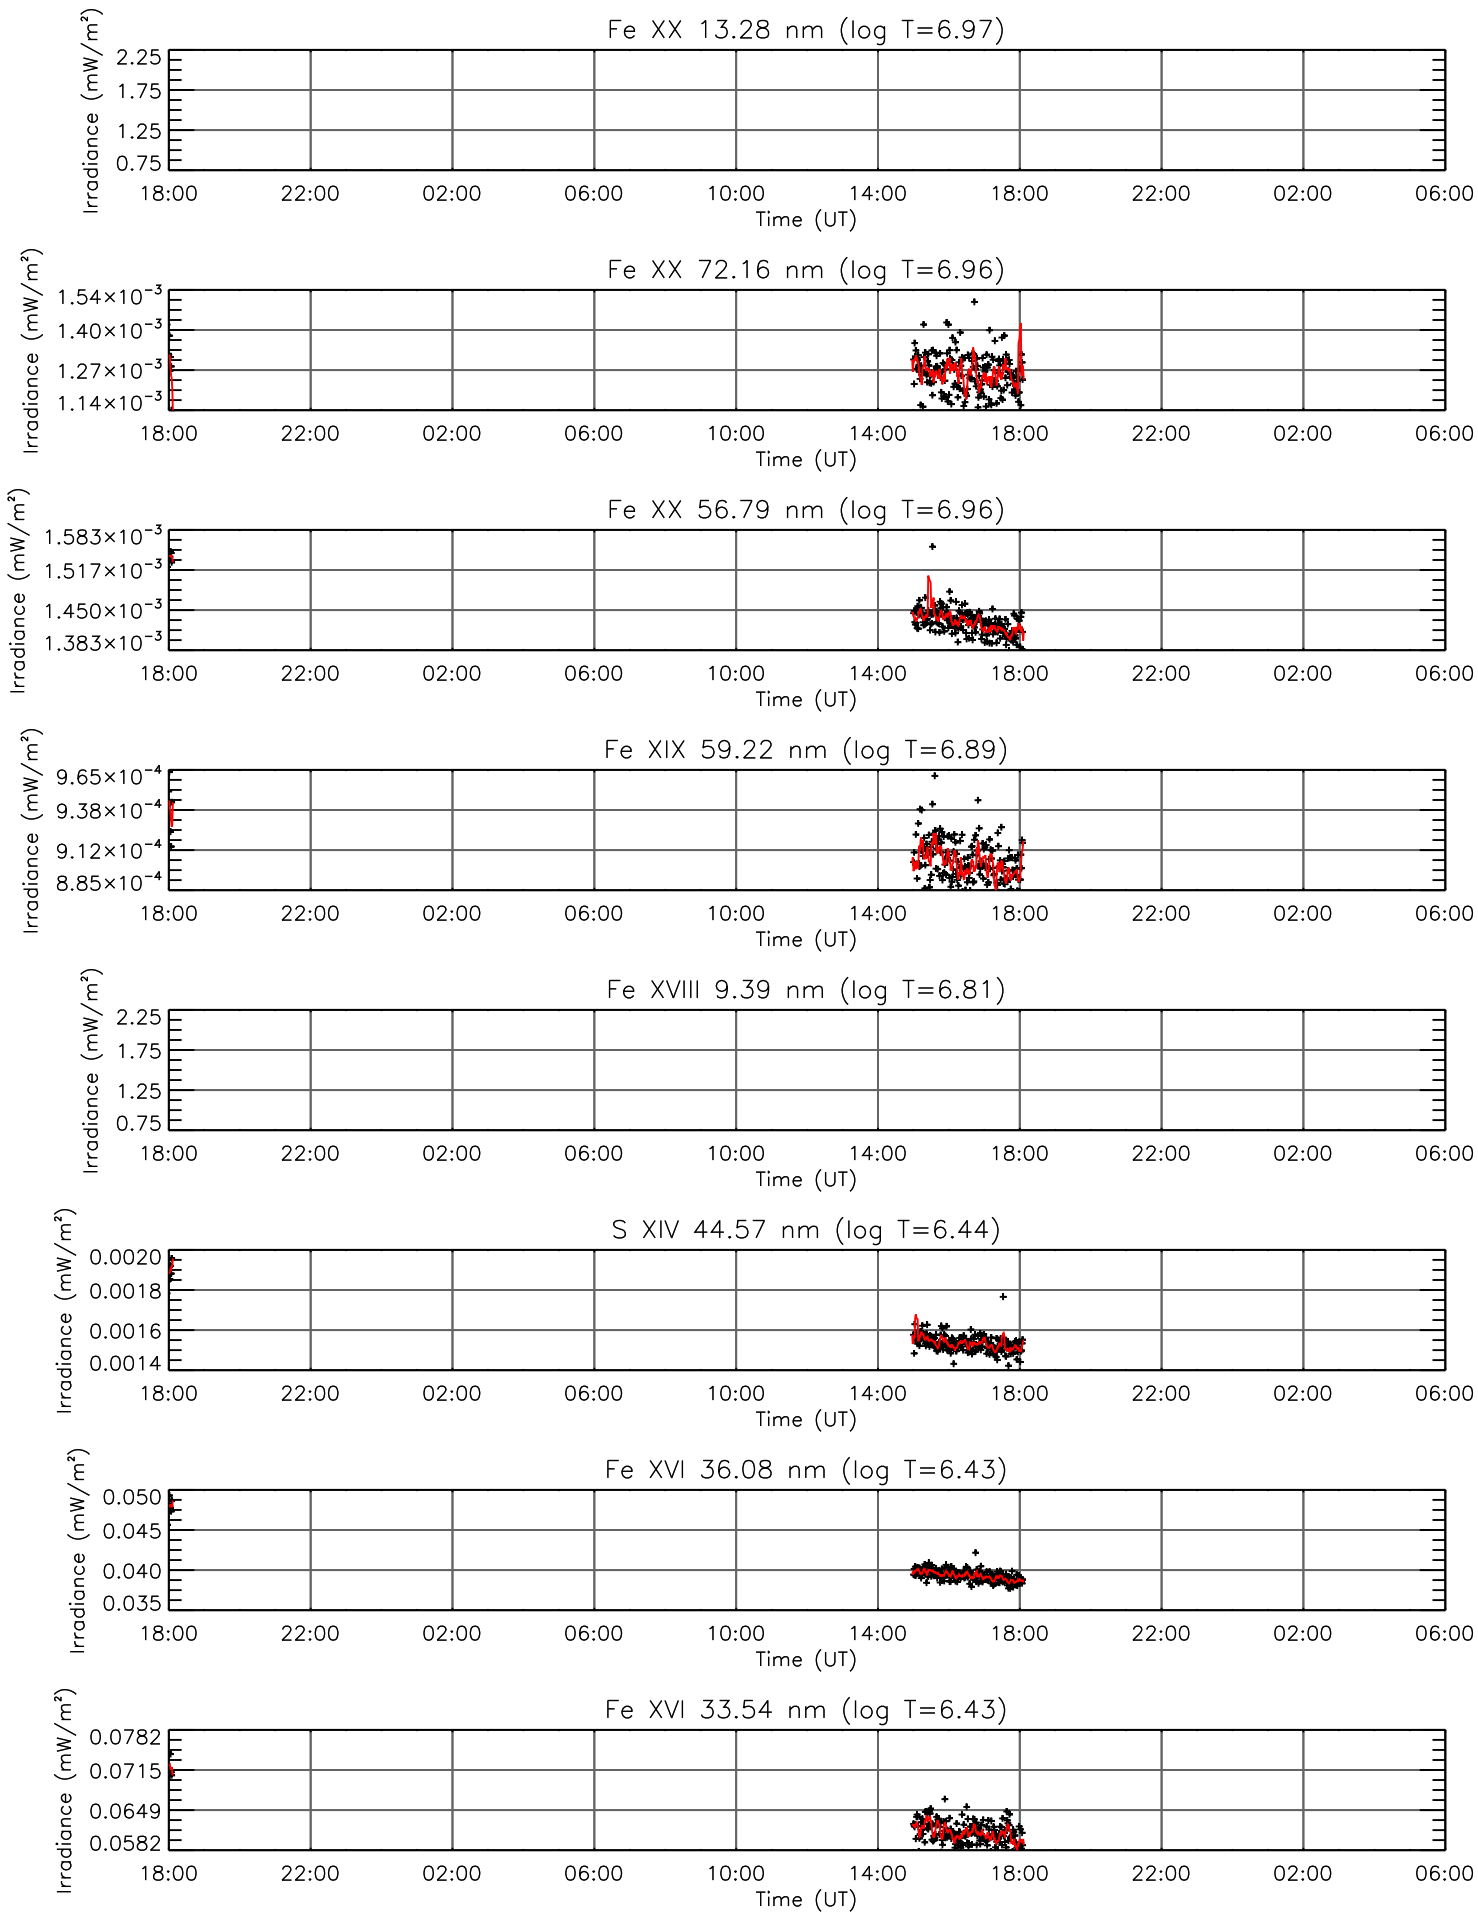 Fe XX 13.28 nm (log T=6.97)
Irradiance (mW/m²)
2.25
1.75
1.25
0.75
18:00 22:00 02:00 06:00 10:00 14:00 18:00 22:00 02:00 06:00
Time (UT)
Fe XX 72.16 nm (log T=6.96)
Irradiance (mW/m²)
1.54×10⁻³
1.40×10⁻³
1.27×10⁻³
1.14×10⁻³
18:00 22:00 02:00 06:00 10:00 14:00 18:00 22:00 02:00 06:00
Time (UT)
Fe XX 56.79 nm (log T=6.96)
Irradiance (mW/m²)
1.583×10⁻³
1.517×10⁻³
1.450×10⁻³
1.383×10⁻³
18:00 22:00 02:00 06:00 10:00 14:00 18:00 22:00 02:00 06:00
Time (UT)
Fe XIX 59.22 nm (log T=6.89)
Irradiance (mW/m²)
9.65×10⁻⁴
9.38×10⁻⁴
9.12×10⁻⁴
8.85×10⁻⁴
18:00 22:00 02:00 06:00 10:00 14:00 18:00 22:00 02:00 06:00
Time (UT)
Fe XVIII 9.39 nm (log T=6.81)
Irradiance (mW/m²)
2.25
1.75
1.25
0.75
18:00 22:00 02:00 06:00 10:00 14:00 18:00 22:00 02:00 06:00
Time (UT)
S XIV 44.57 nm (log T=6.44)
Irradiance (mW/m²)
0.0020
0.0018
0.0016
0.0014
18:00 22:00 02:00 06:00 10:00 14:00 18:00 22:00 02:00 06:00
Time (UT)
Fe XVI 36.08 nm (log T=6.43)
Irradiance (mW/m²)
0.050
0.045
0.040
0.035
18:00 22:00 02:00 06:00 10:00 14:00 18:00 22:00 02:00 06:00
Time (UT)
Fe XVI 33.54 nm (log T=6.43)
Irradiance (mW/m²)
0.0782
0.0715
0.0649
0.0582
18:00 22:00 02:00 06:00 10:00 14:00 18:00 22:00 02:00 06:00
Time (UT)